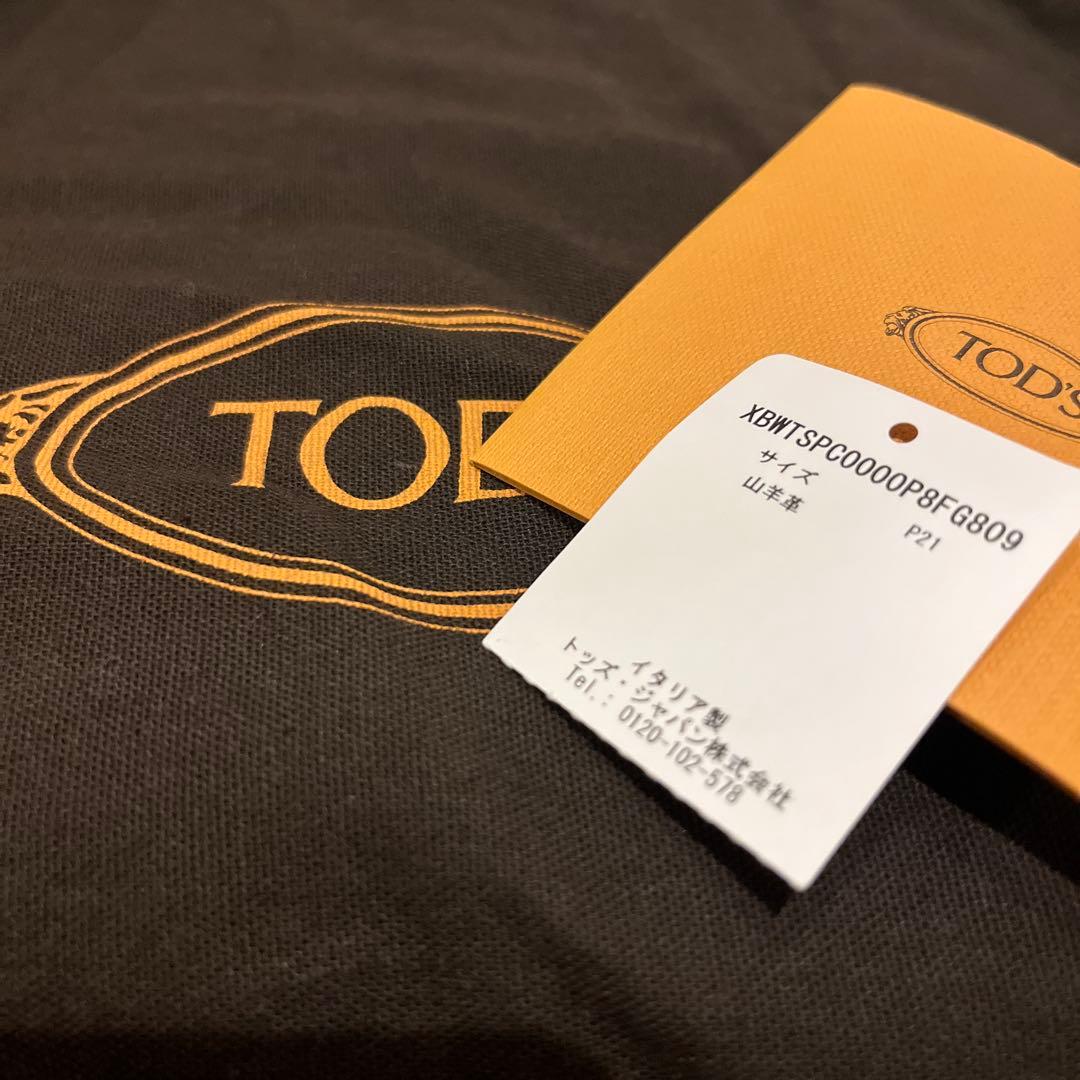 TOD
TOD'S
XBWTSPC0000P8FG809
サイズ
山羊革 P21
イタリア製
トッズ・ジャパン株式会社
Tel.: 0120-102-578